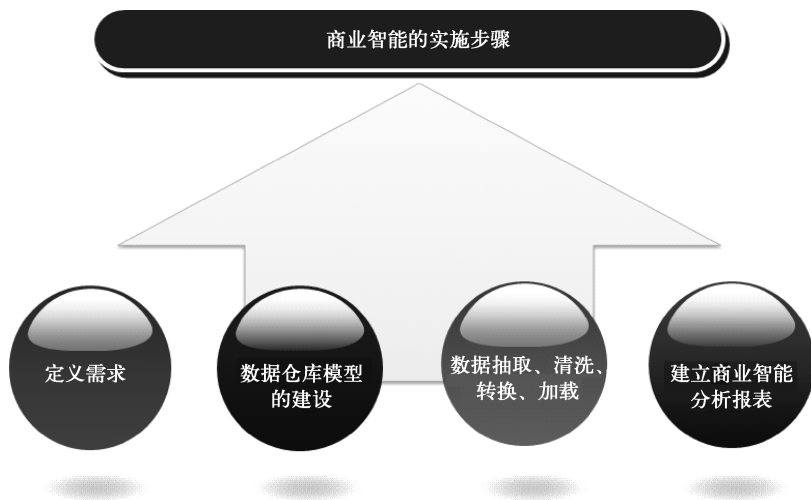 商业智能的实施步骤
定义需求
数据仓库模型
的建设
数据抽取、清洗、
转换、加载
建立商业智能
分析报表